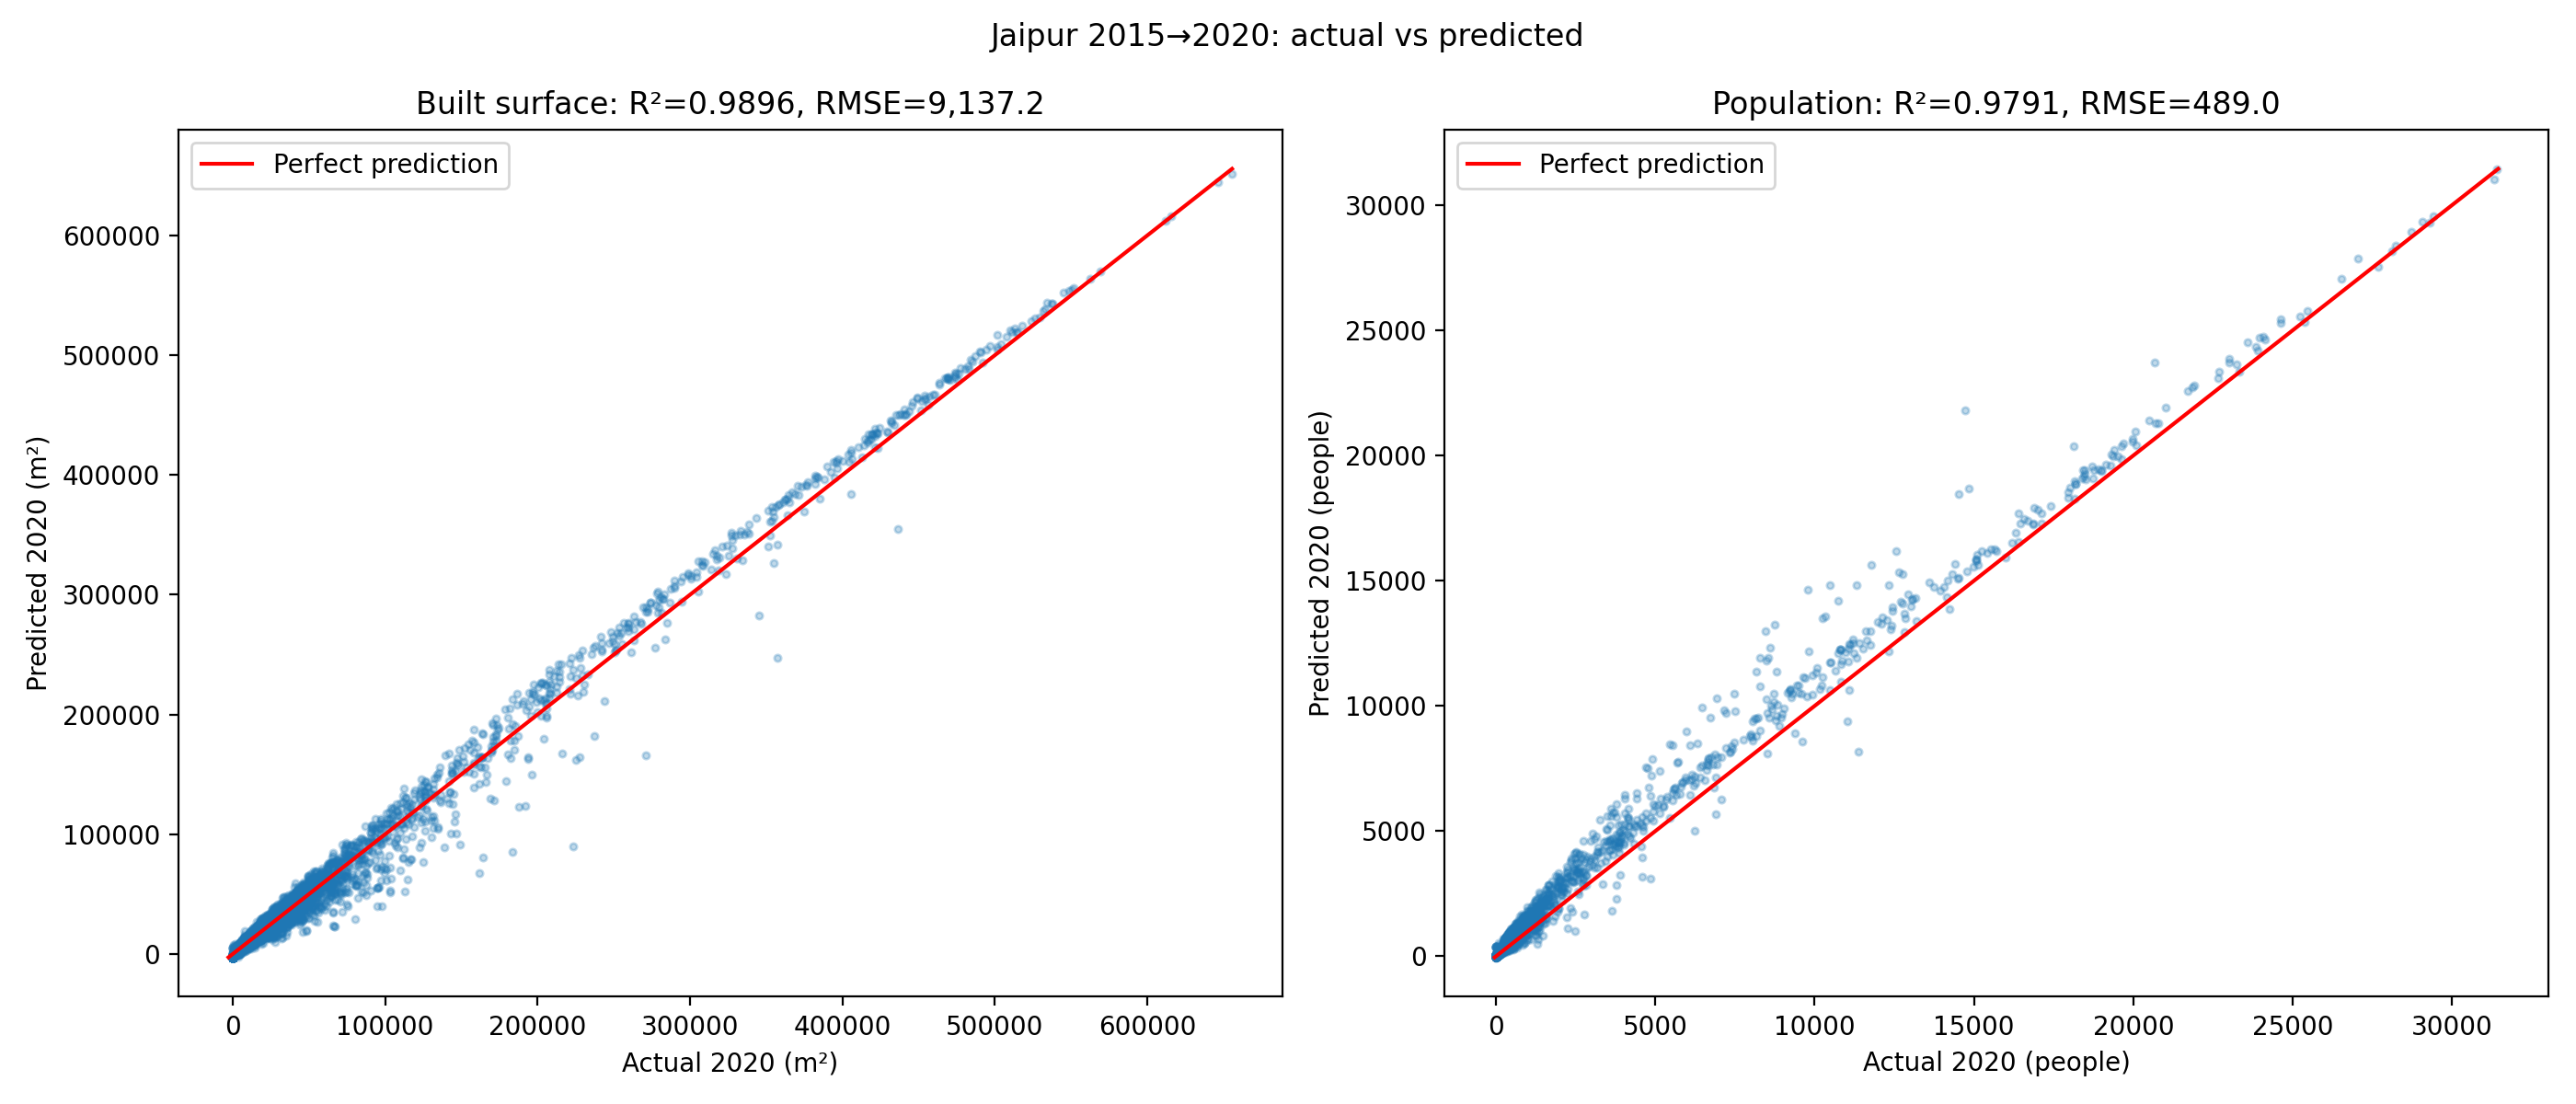 Jaipur 2015→2020: actual vs predicted
Built surface: R²=0.9896, RMSE=9,137.2
Perfect prediction
Predicted 2020 (m²)
600000
500000
400000
300000
200000
100000
0
0 100000 200000 300000 400000 500000 600000
Actual 2020 (m²)
Population: R²=0.9791, RMSE=489.0
Perfect prediction
Predicted 2020 (people)
30000
25000
20000
15000
10000
5000
0
0 5000 10000 15000 20000 25000 30000
Actual 2020 (people)